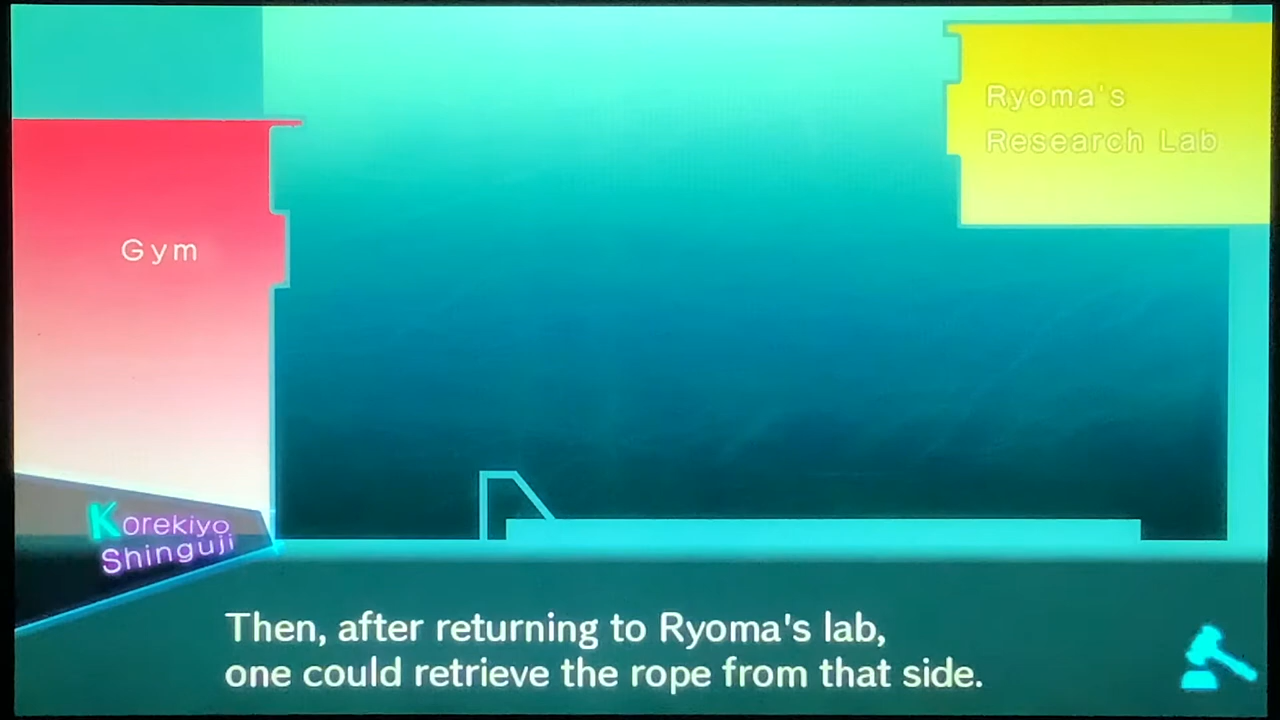 Ryoma's
Research Lab
Gym
Korekiyo
Shinguji
Then, after returning to Ryoma's lab,
one could retrieve the rope from that side.